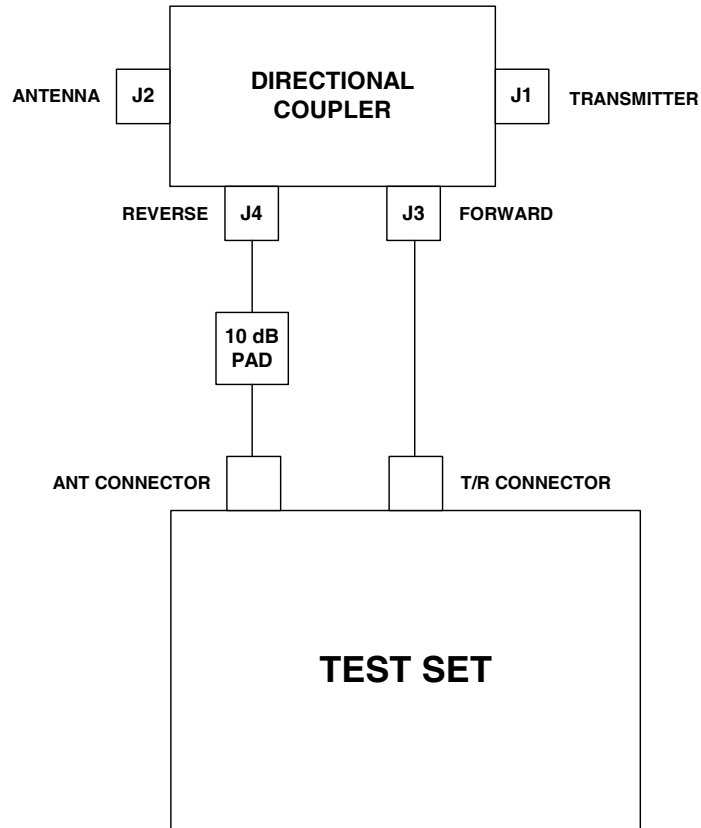 DIRECTIONAL
COUPLER
ANTENNA
J2
J1
TRANSMITTER
REVERSE
J4
J3
FORWARD
10 dB
PAD
ANT CONNECTOR
T/R CONNECTOR
TEST SET